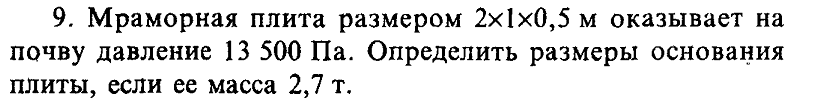 9. Мраморная плита размером 2×1×0,5 м оказывает на
почву давление 13 500 Па. Определить размеры основания
плиты, если ее масса 2,7 т.